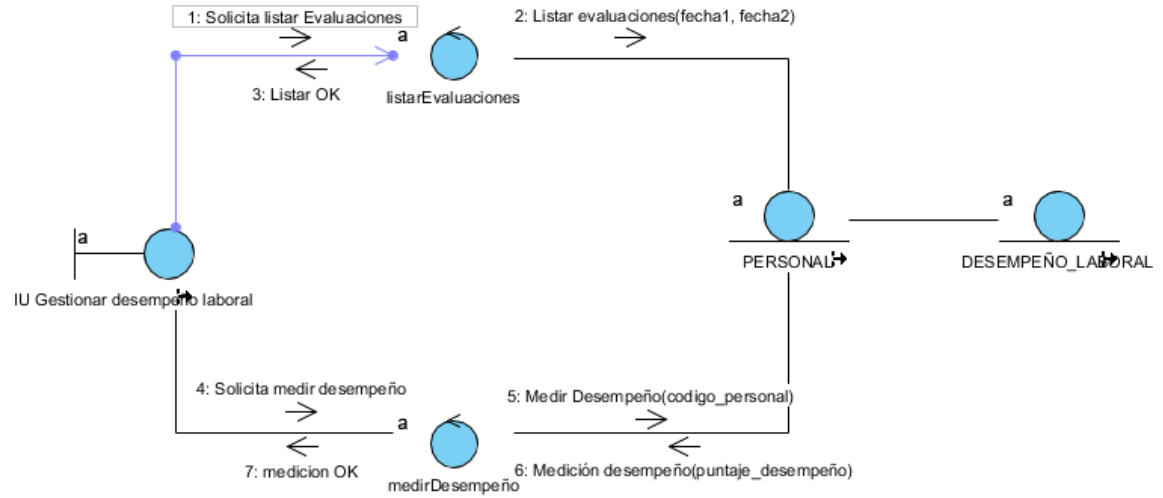 1: Solicita listar Evaluaciones
2: Listar evaluaciones(fecha1, fecha2)
a
3: Listar OK
listarEvaluaciones
a
a
a
PERSONAL
DESEMPEÑO_LABORAL
IU Gestionar desempeño laboral
4: Solicita medir desempeño
5: Medir Desempeño(codigo_personal)
a
7: medicion OK
6: Medición desempeño(puntaje_desempeño)
medirDesempeño